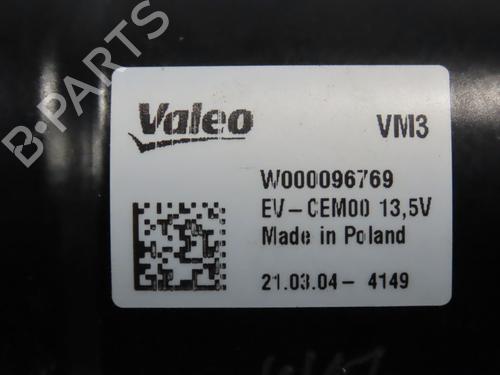 Valeo VM3
W000096769
EV-CEM00 13,5V
Made in Poland
21.03.04- 4149
B-PARTS